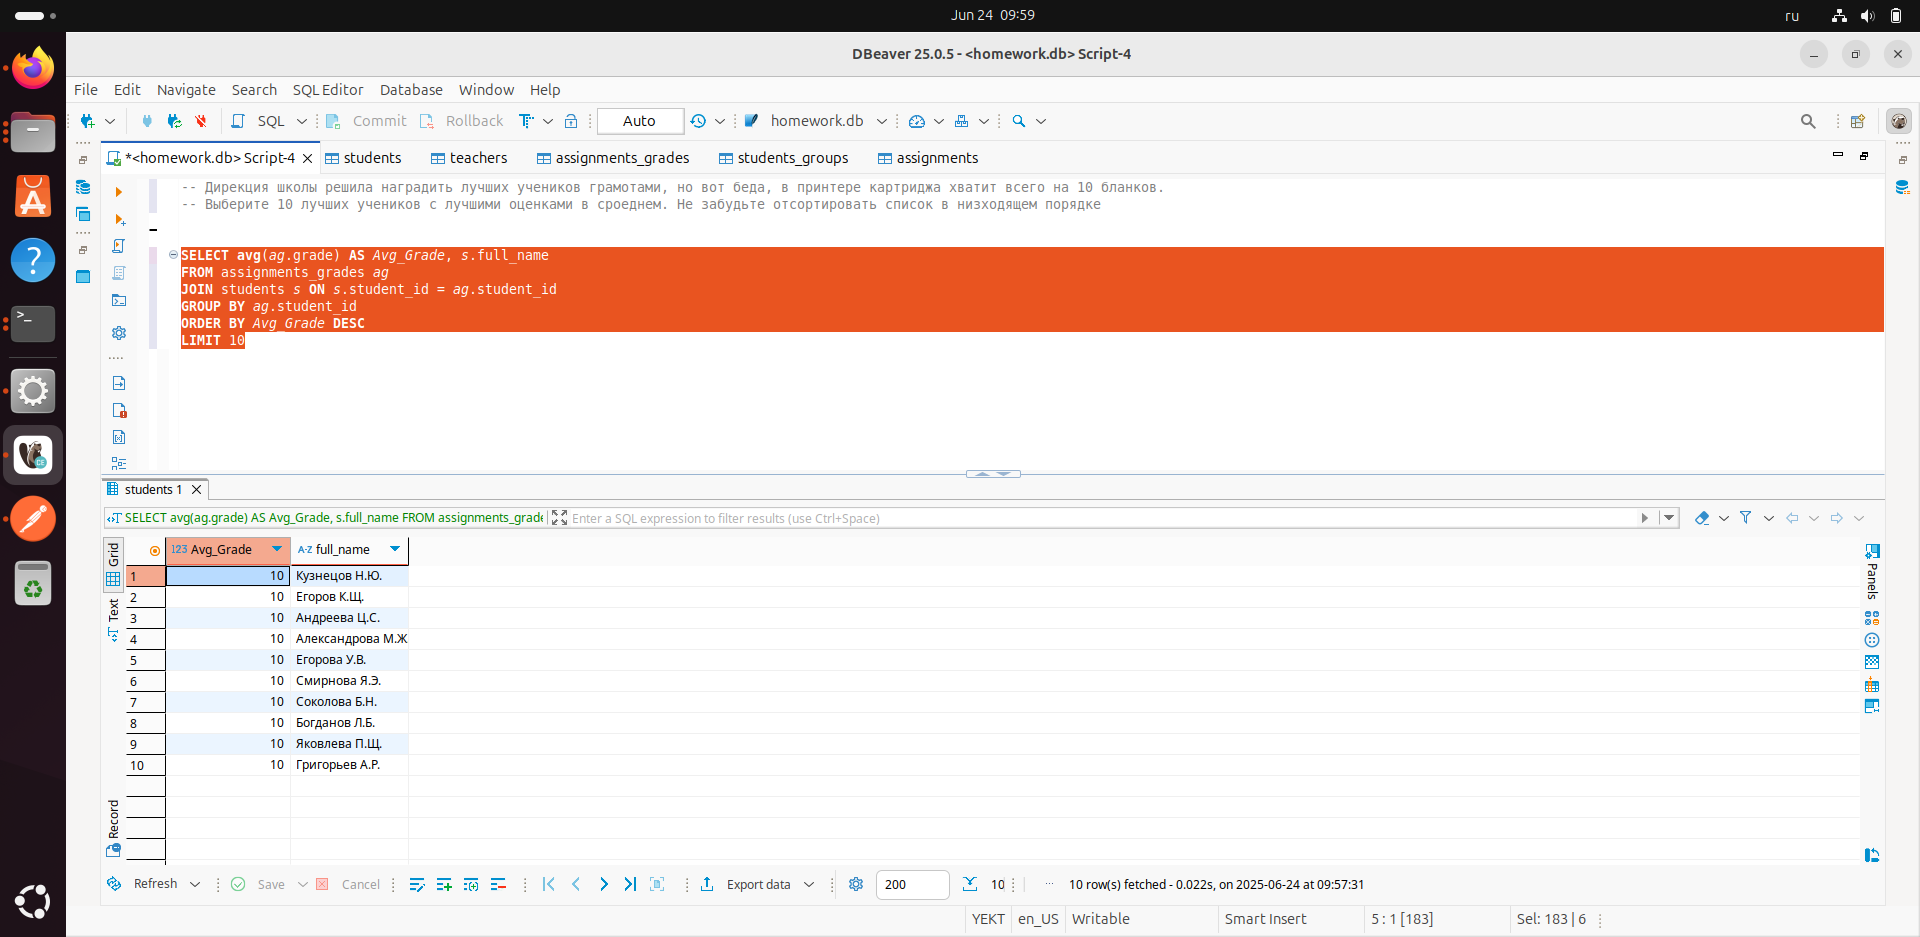 Jun 24 09:59
ru
DBeaver 25.0.5 - <homework.db> Script-4
File Edit Navigate Search SQL Editor Database Window Help
SQL Commit Rollback Auto homework.db
*<homework.db> Script-4 students teachers assignments_grades students_groups assignments
-- Дирекция школы решила наградить лучших учеников грамотами, но вот беда, в принтере картриджа хватит всего на 10 бланков.
-- Выберите 10 лучших учеников с лучшими оценками в сроеднем. Не забудьте отсортировать список в низходящем порядке
SELECT avg(ag.grade) AS Avg_Grade, s.full_name
FROM assignments_grades ag
JOIN students s ON s.student_id = ag.student_id
GROUP BY ag.student_id
ORDER BY Avg_Grade DESC
LIMIT 10
students 1
SELECT avg(ag.grade) AS Avg_Grade, s.full_name FROM assignments_grade Enter a SQL expression to filter results (use Ctrl+Space)
Grid
Text
Record
123 Avg_Grade A-Z full_name
1 10 Кузнецов Н.Ю.
2 10 Егоров К.Щ.
3 10 Андреева Ц.С.
4 10 Александрова М.Ж
5 10 Егорова У.В.
6 10 Смирнова Я.Э.
7 10 Соколова Б.Н.
8 10 Богданов Л.Б.
9 10 Яковлева П.Щ.
10 10 Григорьев А.Р.
Panels
Refresh Save Cancel Export data 200 10 10 row(s) fetched - 0.022s, on 2025-06-24 at 09:57:31
YEKT en_US Writable Smart Insert 5 : 1 [183] Sel: 183 | 6